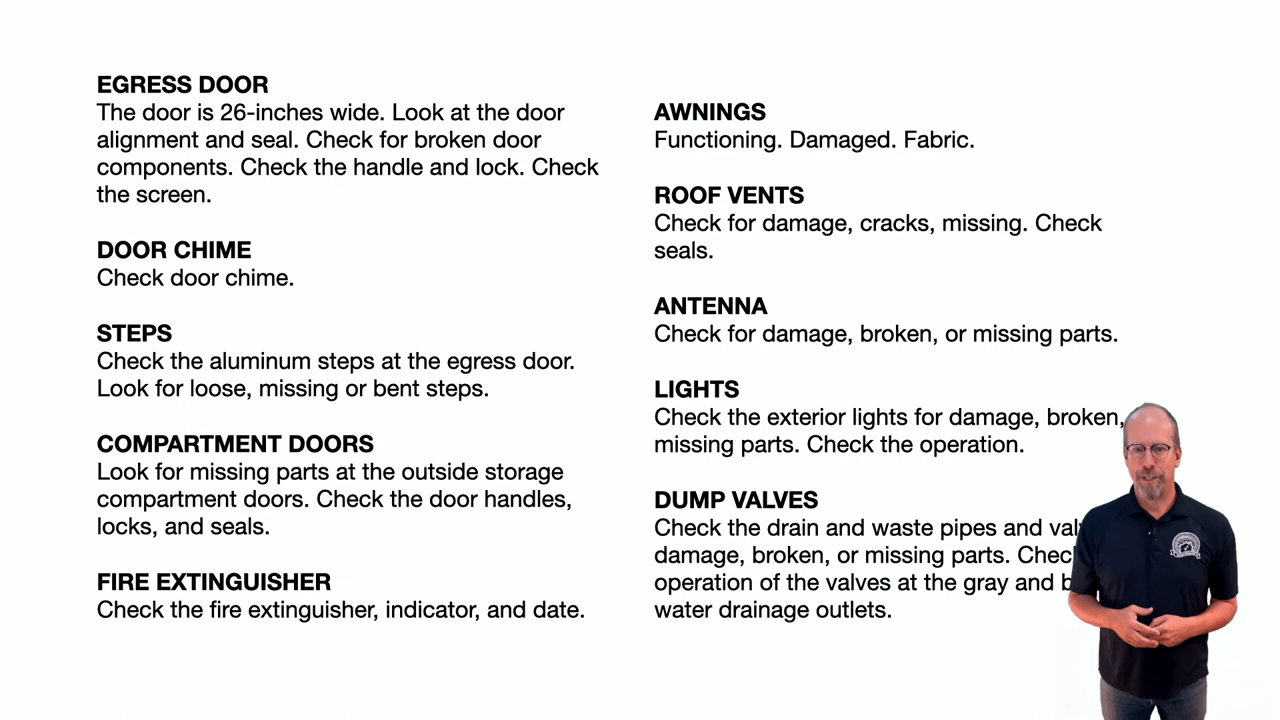 EGRESS DOOR
The door is 26-inches wide. Look at the door
alignment and seal. Check for broken door
components. Check the handle and lock. Check
the screen.
DOOR CHIME
Check door chime.
STEPS
Check the aluminum steps at the egress door.
Look for loose, missing or bent steps.
COMPARTMENT DOORS
Look for missing parts at the outside storage
compartment doors. Check the door handles,
locks, and seals.
FIRE EXTINGUISHER
Check the fire extinguisher, indicator, and date.
AWNINGS
Functioning. Damaged. Fabric.
ROOF VENTS
Check for damage, cracks, missing. Check
seals.
ANTENNA
Check for damage, broken, or missing parts.
LIGHTS
Check the exterior lights for damage, broken,
missing parts. Check the operation.
DUMP VALVES
Check the drain and waste pipes and
damage, broken, or missing parts.
operation of the valves at the gray and
water drainage outlets.